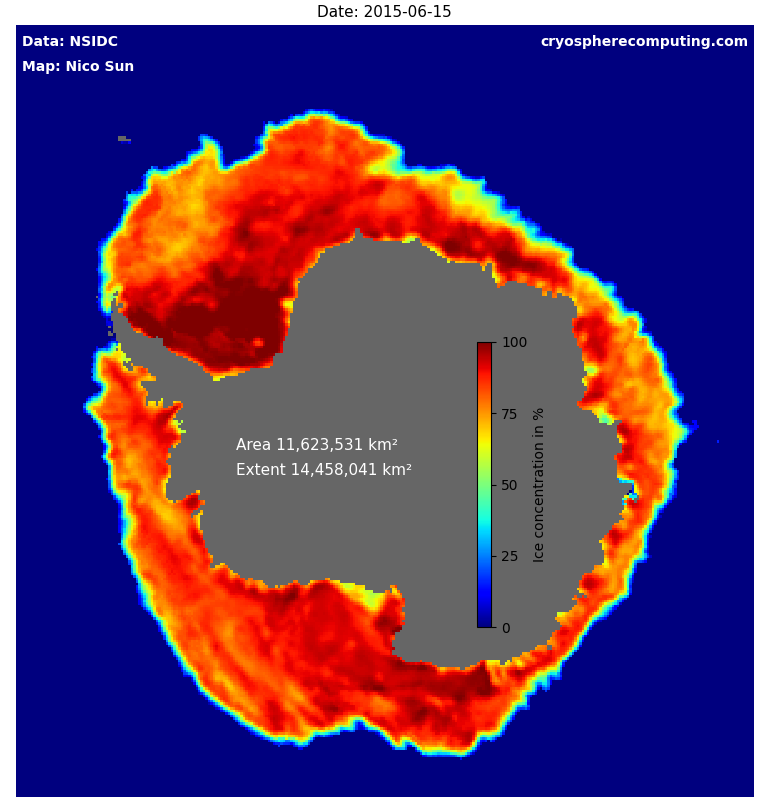 Date: 2015-06-15
Data: NSIDC
cryospherecomputing.com
Map: Nico Sun
100
75
50
25
0
Ice concentration in %
Area 11,623,531 km²
Extent 14,458,041 km²